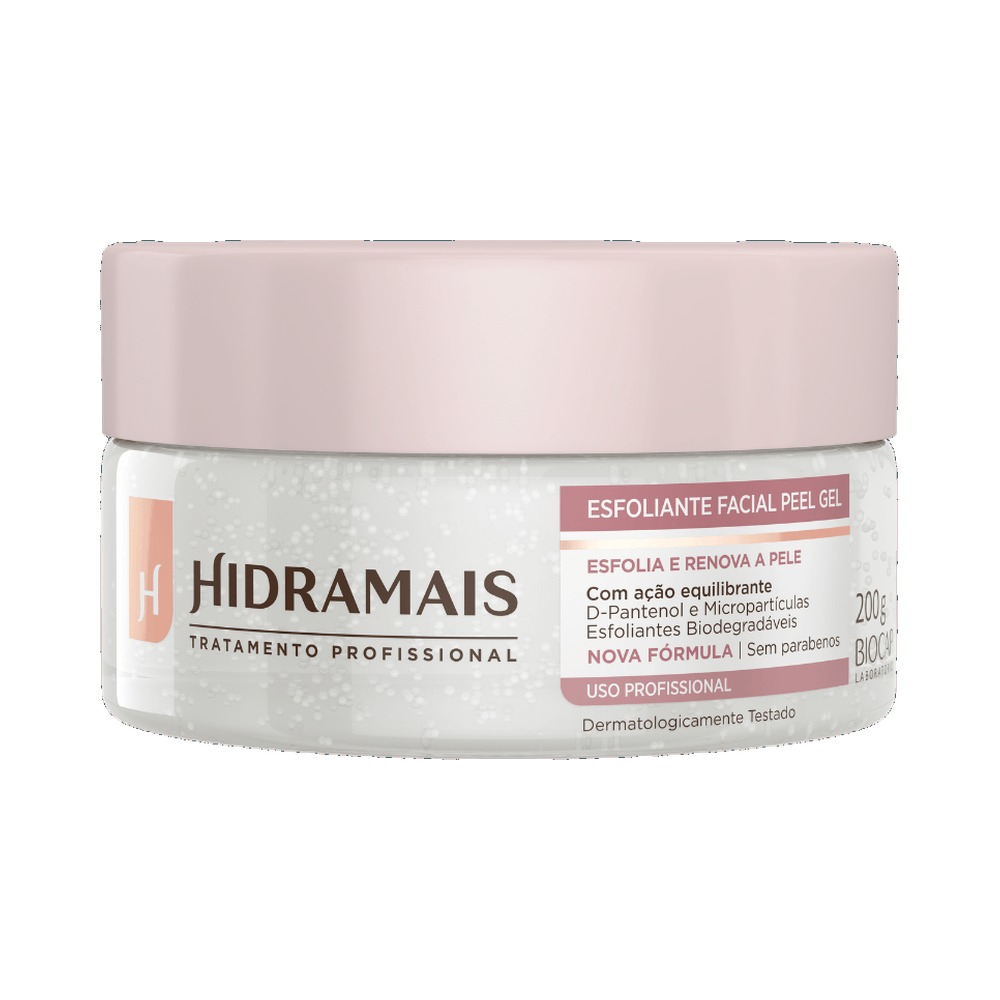 H
HIDRAMAIS
TRATAMENTO PROFISSIONAL
ESFOLIANTE FACIAL PEEL GEL
ESFOLIA E RENOVA A PELE
Com ação equilibrante
D-Pantenol e Micropartículas
Esfoliantes Biodegradáveis
NOVA FÓRMULA | Sem parabenos
USO PROFISSIONAL
Dermatologicamente Testado
200g